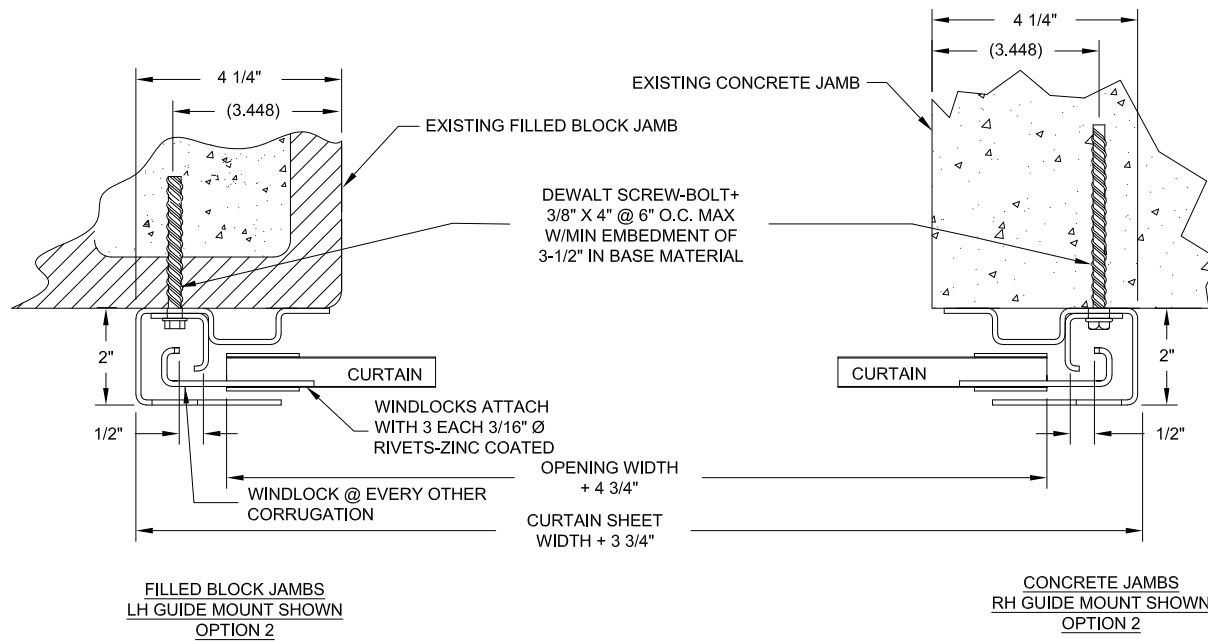 4 1/4"
(3.448)
4 1/4"
(3.448)
EXISTING CONCRETE JAMB
EXISTING FILLED BLOCK JAMB
DEWALT SCREW-BOLT+
3/8" X 4" @ 6" O.C. MAX
W/MIN EMBEDMENT OF
3-1/2" IN BASE MATERIAL
2"
CURTAIN
CURTAIN
2"
WINDLOCKS ATTACH
WITH 3 EACH 3/16" Ø
RIVETS-ZINC COATED
1/2"
1/2"
OPENING WIDTH
+ 4 3/4"
WINDLOCK @ EVERY OTHER
CORRUGATION
CURTAIN SHEET
WIDTH + 3 3/4"
FILLED BLOCK JAMBS
LH GUIDE MOUNT SHOWN
OPTION 2
CONCRETE JAMBS
RH GUIDE MOUNT SHOWN
OPTION 2